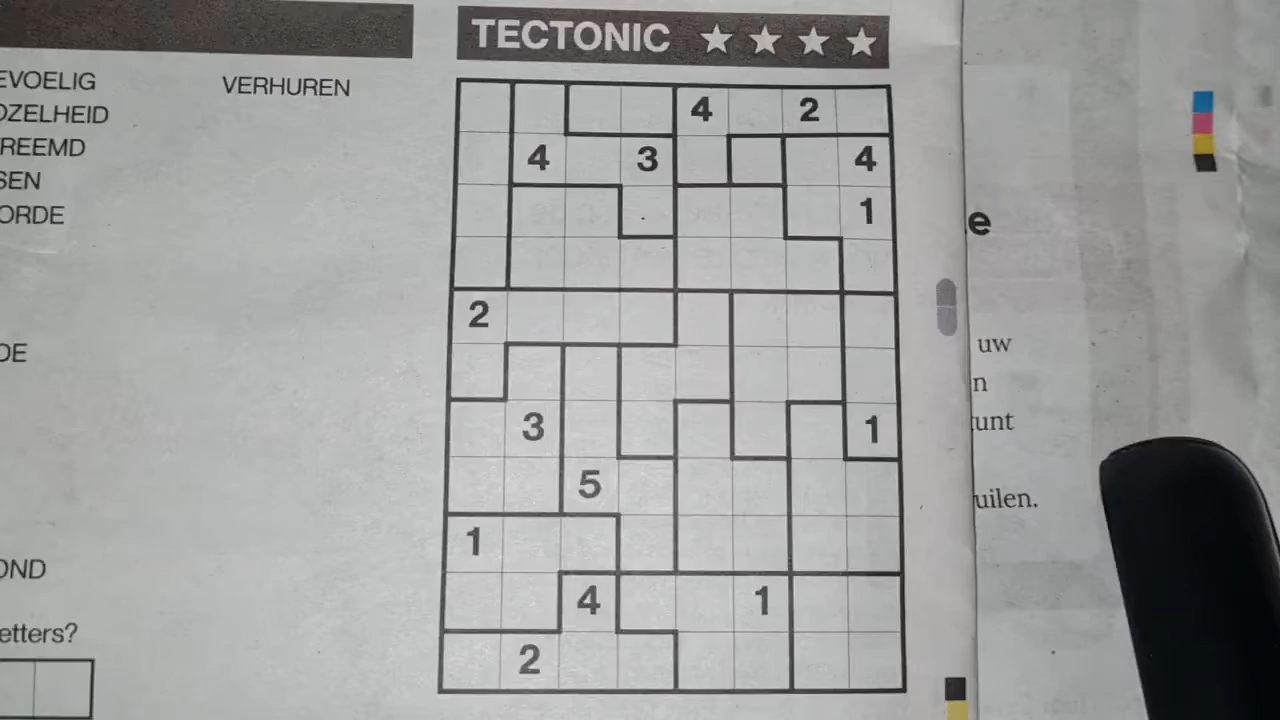 TECTONIC
EVOELIG VERHUREN
OZELHEID
REEMD
SEN
ORDE
4 2
4 3 4
1
e
2
DE
uw
n
3 1
unt
5
uilen.
1
OND
4 1
etters?
2